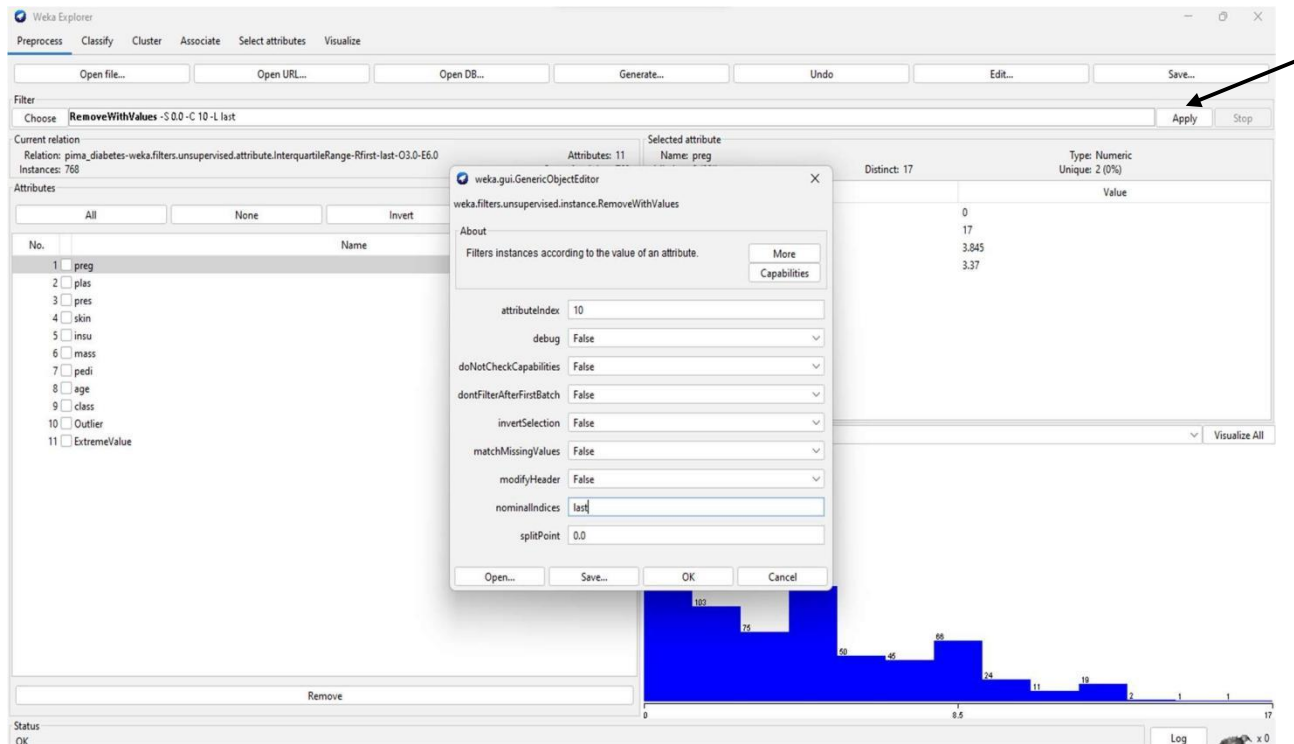 Weka Explorer
Preprocess Classify Cluster Associate Select attributes Visualize
Open file... Open URL... Open DB... Generate... Undo Edit... Save...
Filter
Choose RemoveWithValues -S 0.0 -C 10 -L last Apply Stop
Current relation
Relation: pima_diabetes-weka.filters.unsupervised.attribute.InterquartileRange-Rfirst-last-O3.0-E6.0 Attributes: 11
Instances: 768
Selected attribute
Name: preg Type: Numeric
Distinct: 17 Unique: 2 (0%)
Attributes
All None Invert
No. Name
1 preg
2 plas
3 pres
4 skin
5 insu
6 mass
7 pedi
8 age
9 class
10 Outlier
11 ExtremeValue
Remove
weka.gui.GenericObjectEditor
weka.filters.unsupervised.instance.RemoveWithValues
About
Filters instances according to the value of an attribute.
More
Capabilities
attributeIndex 10
debug False
doNotCheckCapabilities False
dontFilterAfterFirstBatch False
invertSelection False
matchMissingValues False
modifyHeader False
nominalIndices last
splitPoint 0.0
Open... Save... OK Cancel
Value
0
17
3.845
3.37
Visualize All
103
75
50
45
66
24
11
19
2
1
1
0 8.5 17
Status
OK
Log x 0